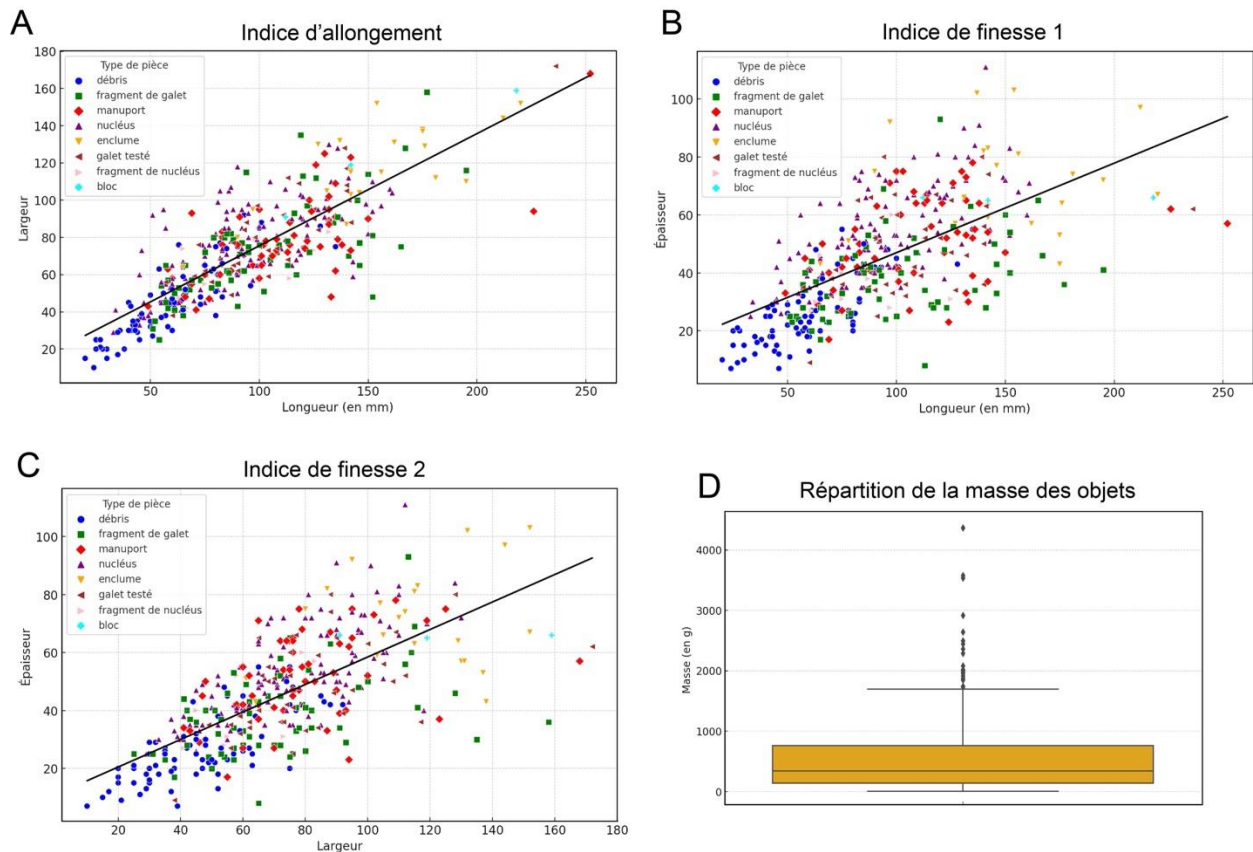 A
Indice d'allongement
Type de pièce
débris
fragment de galet
manuport
nucléus
enclume
galet testé
fragment de nucléus
bloc
Largeur
180
160
140
120
100
80
60
40
20
50 100 150 200 250
Longueur (en mm)
B
Indice de finesse 1
Type de pièce
débris
fragment de galet
manuport
nucléus
enclume
galet testé
fragment de nucléus
bloc
Épaisseur
100
80
60
40
20
50 100 150 200 250
Longueur (en mm)
C
Indice de finesse 2
Type de pièce
débris
fragment de galet
manuport
nucléus
enclume
galet testé
fragment de nucléus
bloc
Épaisseur
100
80
60
40
20
20 40 60 80 100 120 140 160 180
Largeur
D
Répartition de la masse des objets
Masse (en g)
4000
3000
2000
1000
0